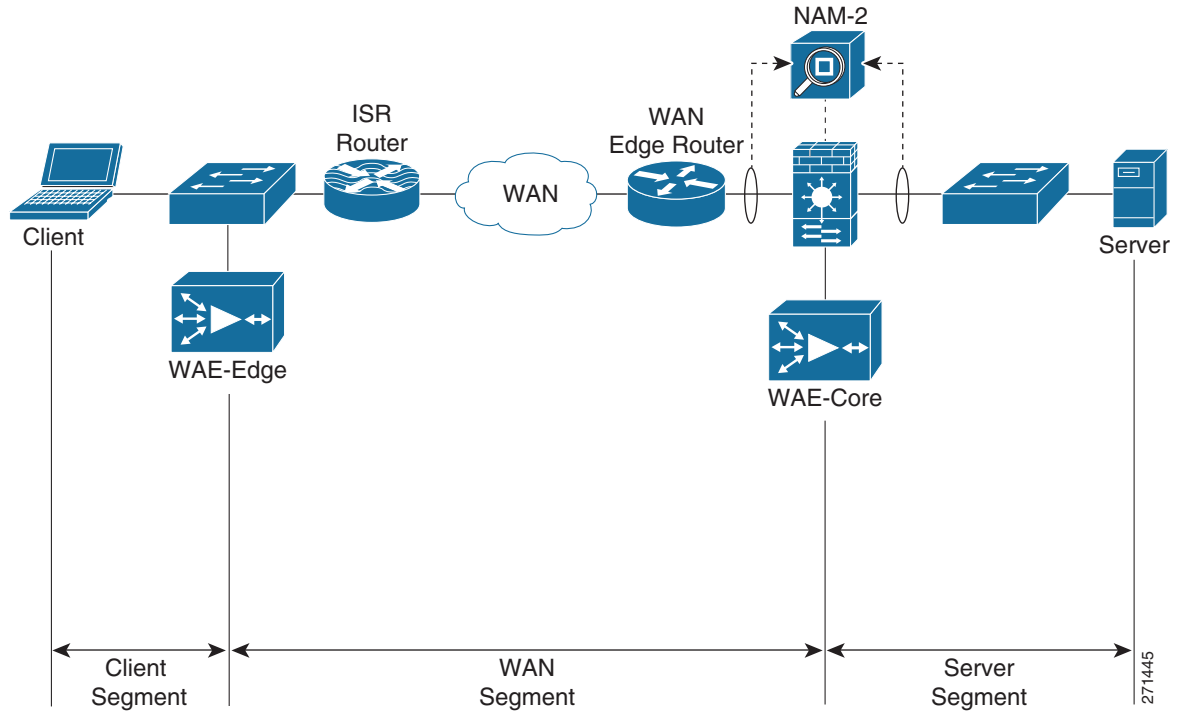 NAM-2
ISR
Router
WAN
Edge Router
WAN
Client
Server
WAE-Edge
WAE-Core
Client
Segment
WAN
Segment
Server
Segment
271445